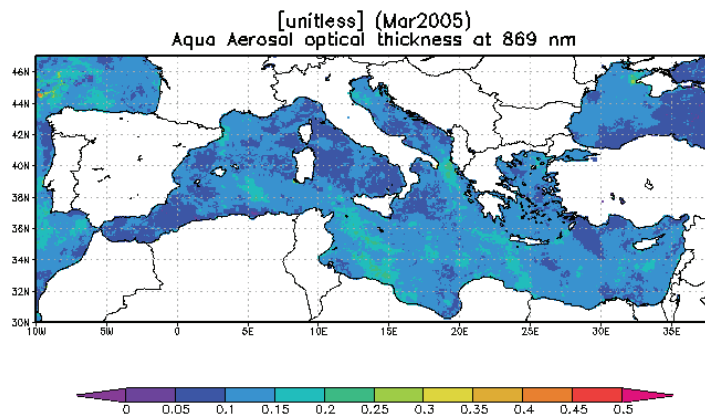 [unitless] (Mar2005)
Aqua Aerosol optical thickness at 869 nm
46N
44N
42N
40N
38N
36N
34N
32N
30N
10W 5W 0 5E 10E 15E 20E 25E 30E 35E
0 0.05 0.1 0.15 0.2 0.25 0.3 0.35 0.4 0.45 0.5